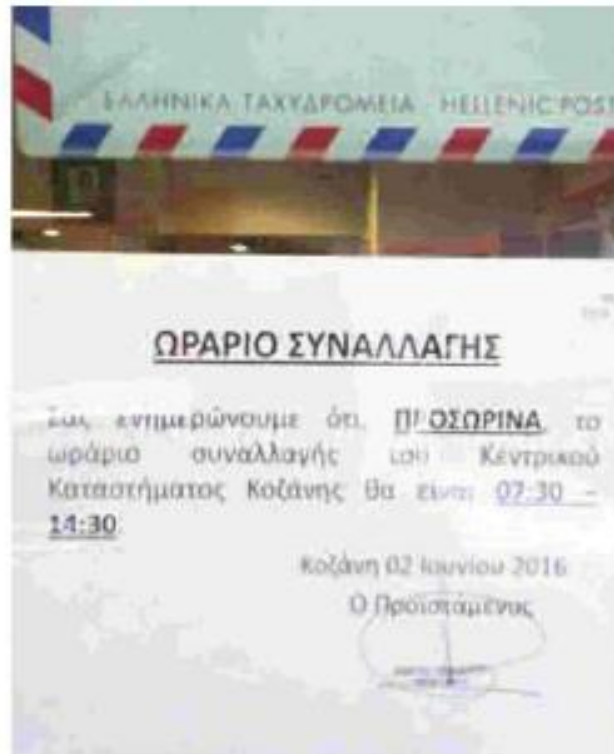 ΕΛΛΗΝΙΚΑ ΤΑΧΥΔΡΟΜΕΙΑ HELLENIC POST
ΩΡΑΡΙΟ ΣΥΝΑΛΛΑΓΗΣ
Σας ενημερώνουμε ότι, ΠΡΟΣΩΡΙΝΑ, το
ωράριο συναλλαγής του Κεντρικού
Καταστήματος Κοζάνης θα είναι 07:30 –
14:30
Κοζάνη 02 Ιουνίου 2016
Ο Προϊστάμενος